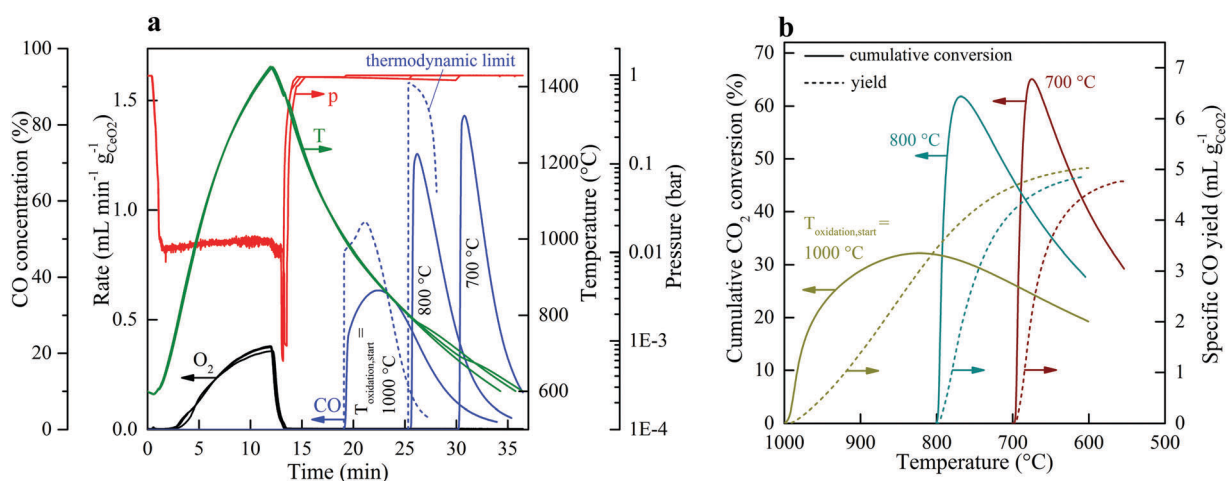 a
CO concentration (%)
100
80
60
40
20
0
Rate (mL min⁻¹ g⁻¹CeO2)
1.5
1.0
0.5
0.0
thermodynamic limit
p
T
O₂
CO
Toxidation,start =
1000 °C
800 °C
700 °C
0 5 10 15 20 25 30 35
Time (min)
1400
1200
1000
800
600
Temperature (°C)
1
0.1
0.01
1E-3
1E-4
Pressure (bar)
b
Cumulative CO₂ conversion (%)
70
60
50
40
30
20
10
0
cumulative conversion
yield
700 °C
800 °C
Toxidation,start =
1000 °C
1000 900 800 700 600 500
Temperature (°C)
7
6
5
4
3
2
1
0
Specific CO yield (mL g⁻¹CeO2)